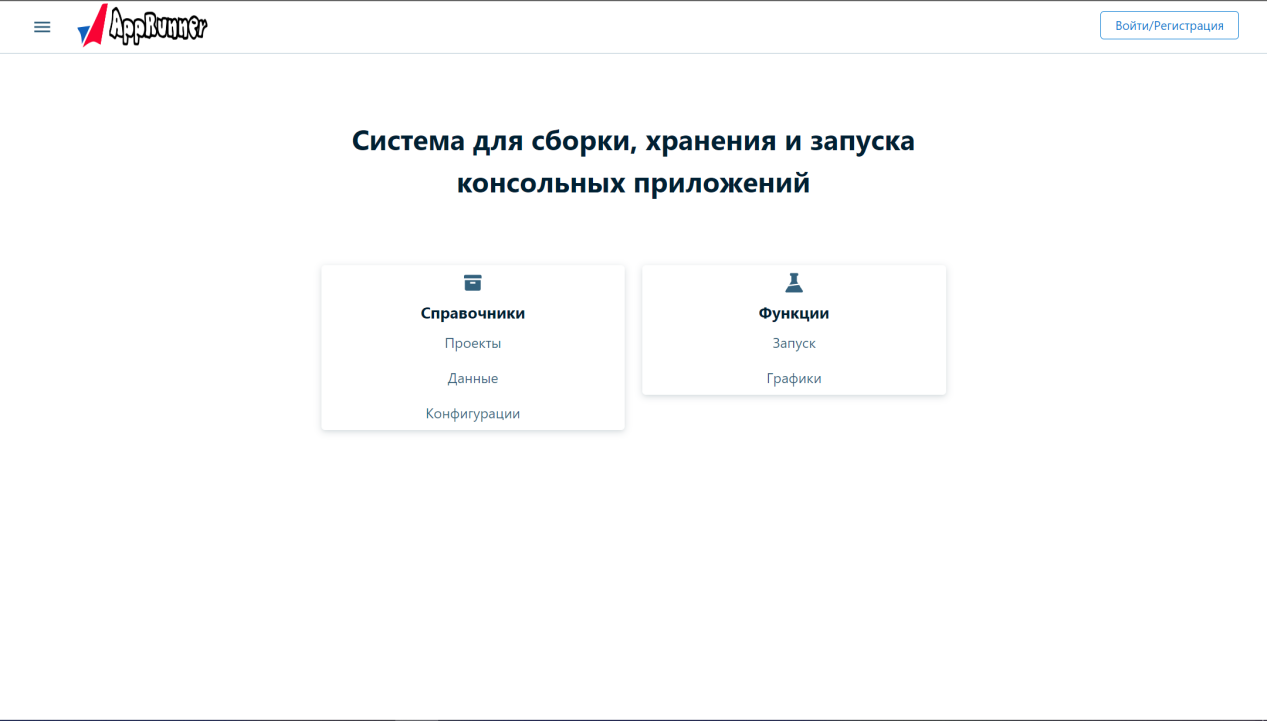 AppRunner
Войти/Регистрация
Система для сборки, хранения и запуска
консольных приложений
Справочники
Проекты
Данные
Конфигурации
Функции
Запуск
Графики